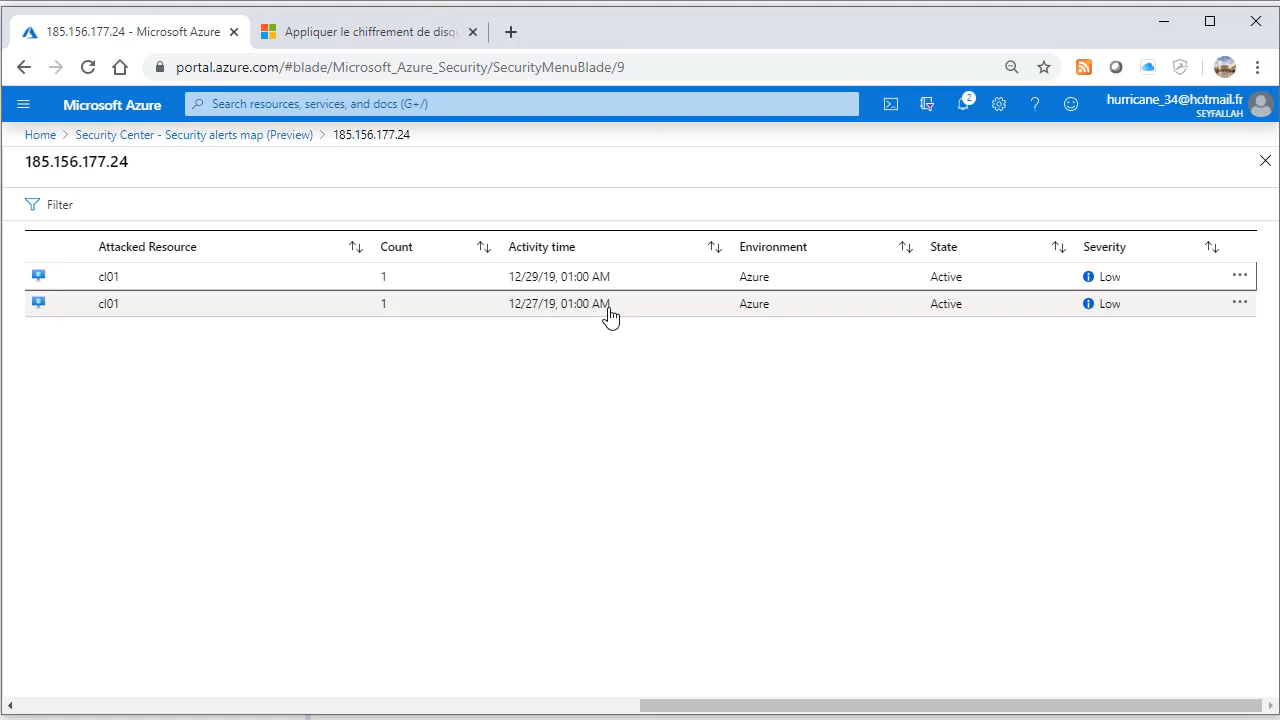 185.156.177.24 - Microsoft Azure
Appliquer le chiffrement de disq
portal.azure.com/#blade/Microsoft_Azure_Security/SecurityMenuBlade/9
Microsoft Azure
Search resources, services, and docs (G+/)
2
hurricane_34@hotmail.fr
SEYFALLAH
Home > Security Center - Security alerts map (Preview) > 185.156.177.24
185.156.177.24
Filter
Attacked Resource Count Activity time Environment State Severity
cl01 1 12/29/19, 01:00 AM Azure Active Low ...
cl01 1 12/27/19, 01:00 AM Azure Active Low ...